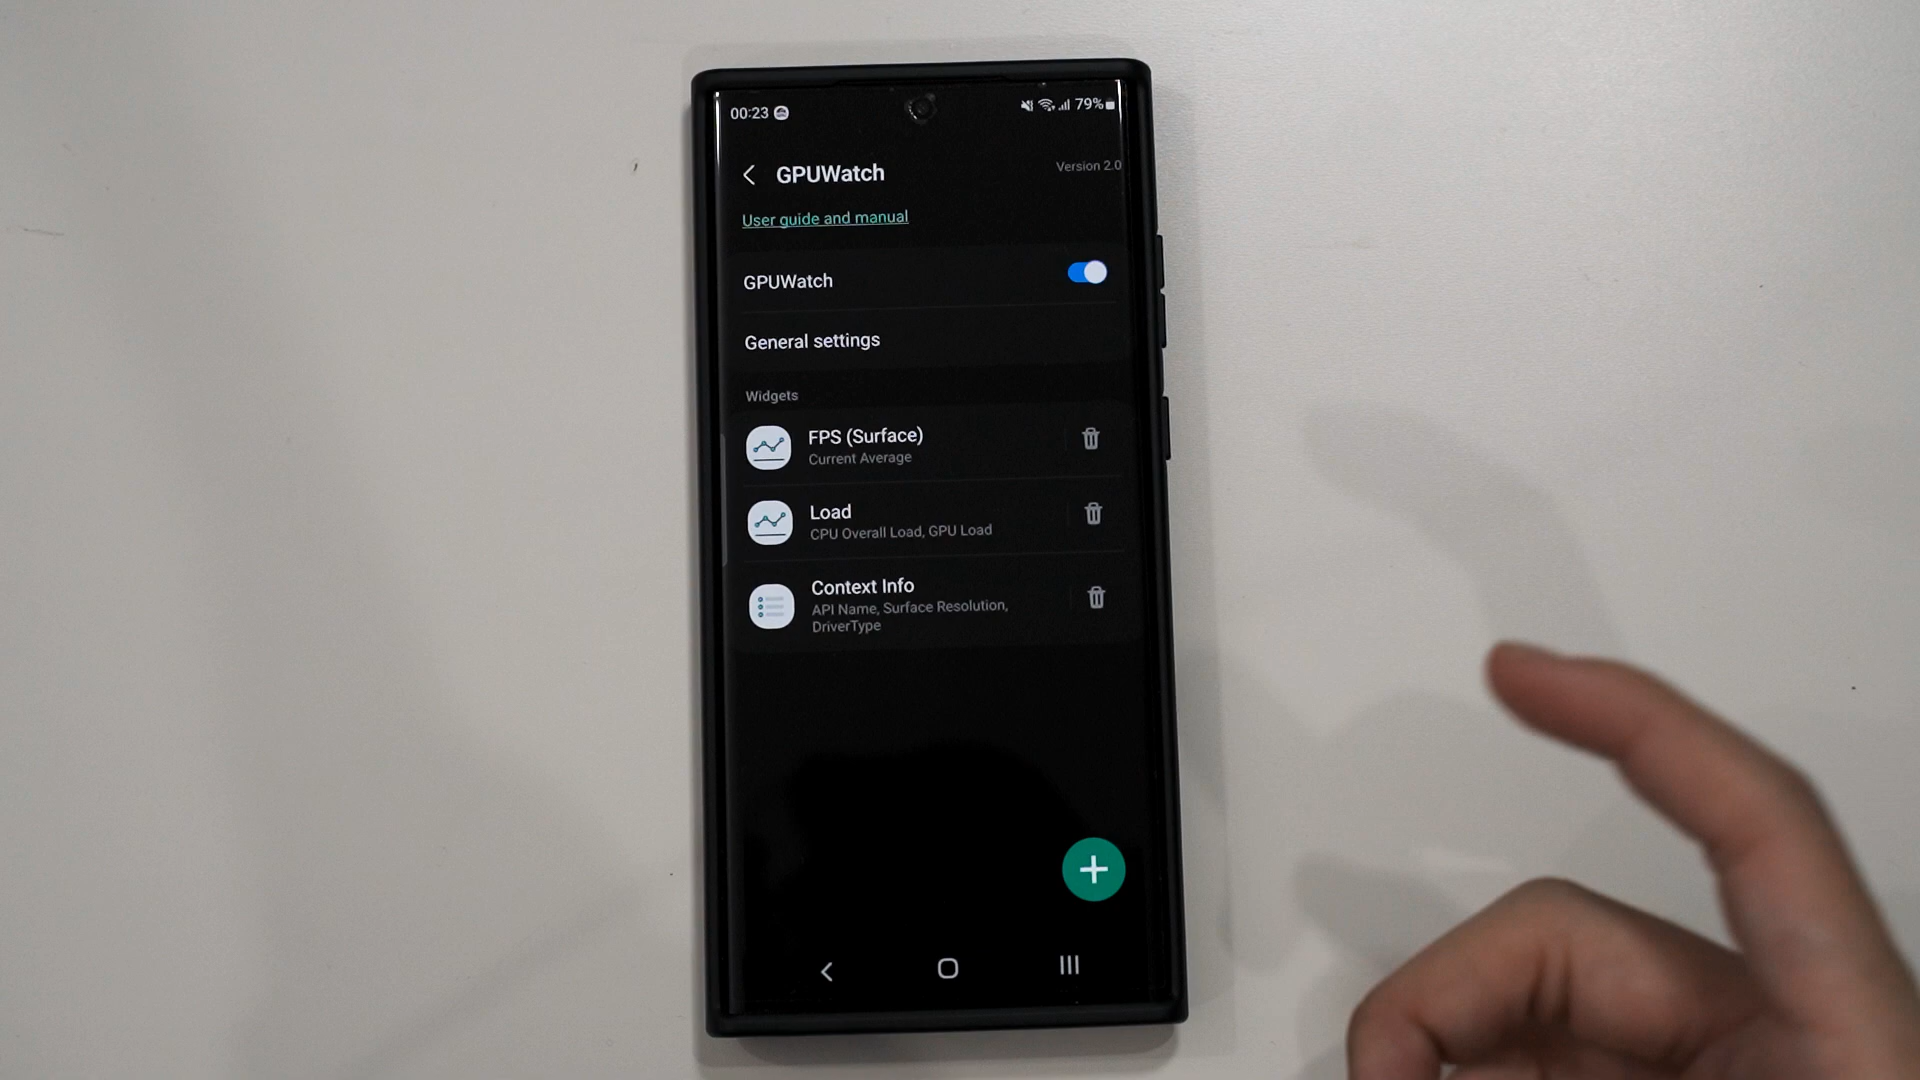 00:23
79%
GPUWatch
Version 2.0
User guide and manual
GPUWatch
General settings
Widgets
FPS (Surface)
Current Average
Load
CPU Overall Load, GPU Load
Context Info
API Name, Surface Resolution,
DriverType